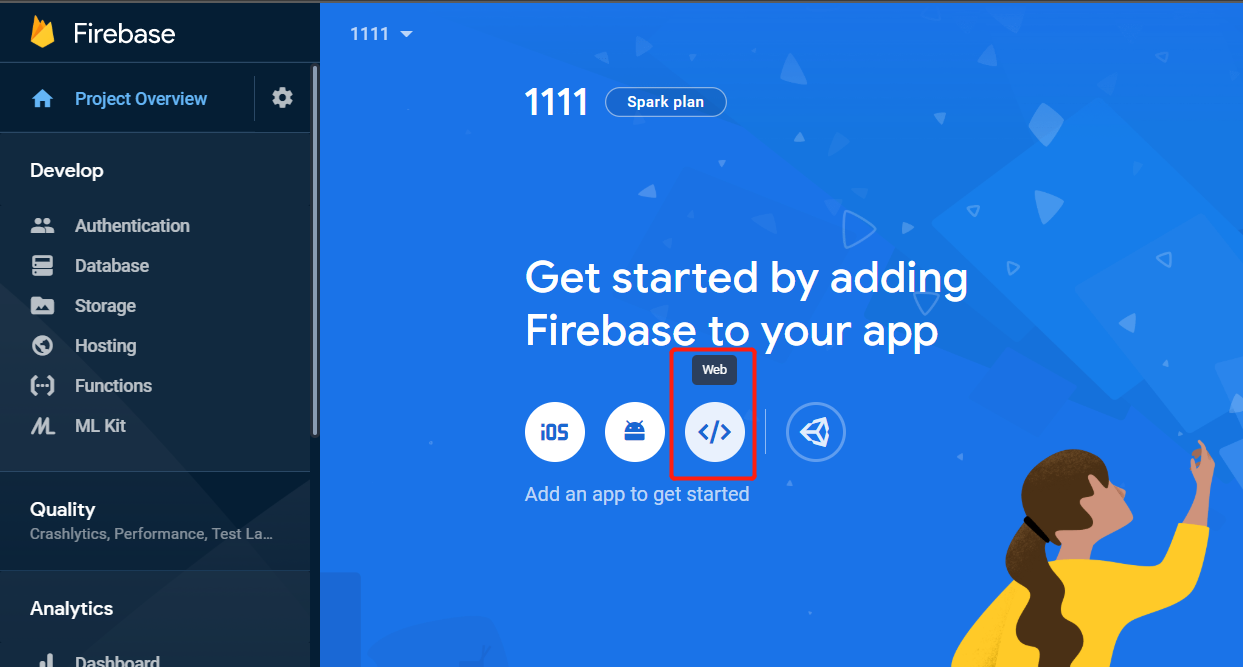 Firebase
1111
Project Overview
1111
Spark plan
Develop
Authentication
Database
Storage
Hosting
Functions
ML Kit
Get started by adding
Firebase to your app
Web
iOS
</>
Add an app to get started
Quality
Crashlytics, Performance, Test La...
Analytics
Dashboard